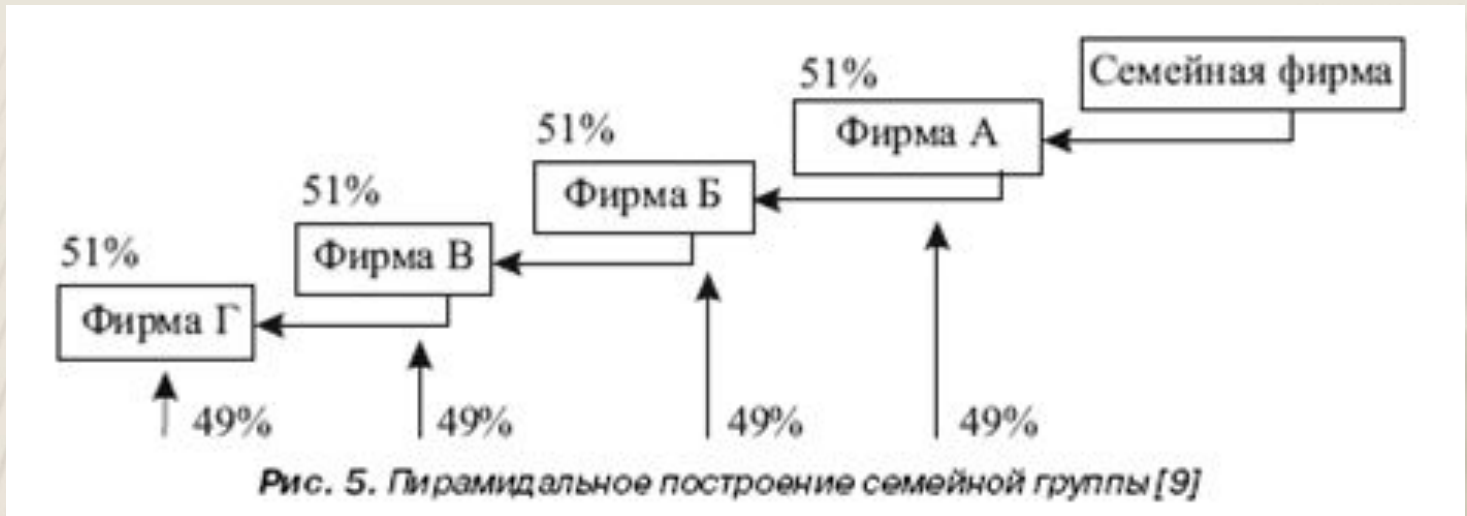 Семейная фирма
51%
Фирма А
51%
Фирма Б
51%
Фирма В
51%
Фирма Г
49%
49%
49%
49%
Рис. 5. Пирамидальное построение семейной группы [9]